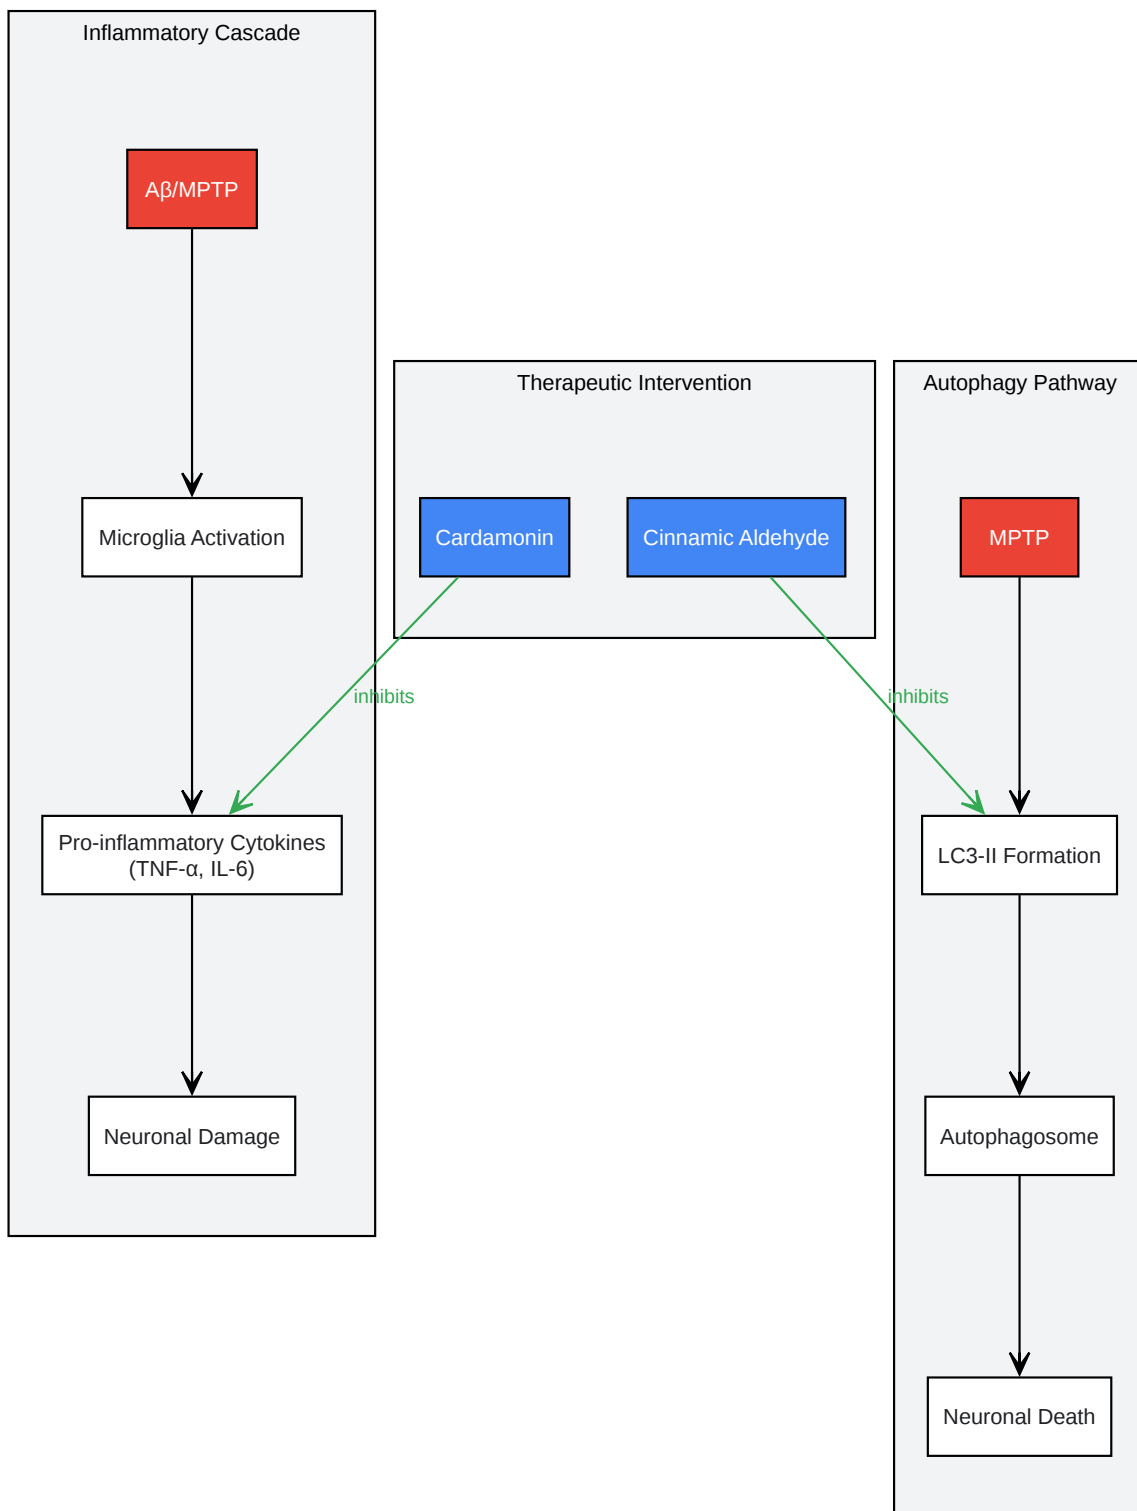 Inflammatory Cascade
Aβ/MPTP
Microglia Activation
Pro-inflammatory Cytokines
(TNF-α, IL-6)
Neuronal Damage
Therapeutic Intervention
Cardamonin
Cinnamic Aldehyde
inhibits
inhibits
Autophagy Pathway
MPTP
LC3-II Formation
Autophagosome
Neuronal Death